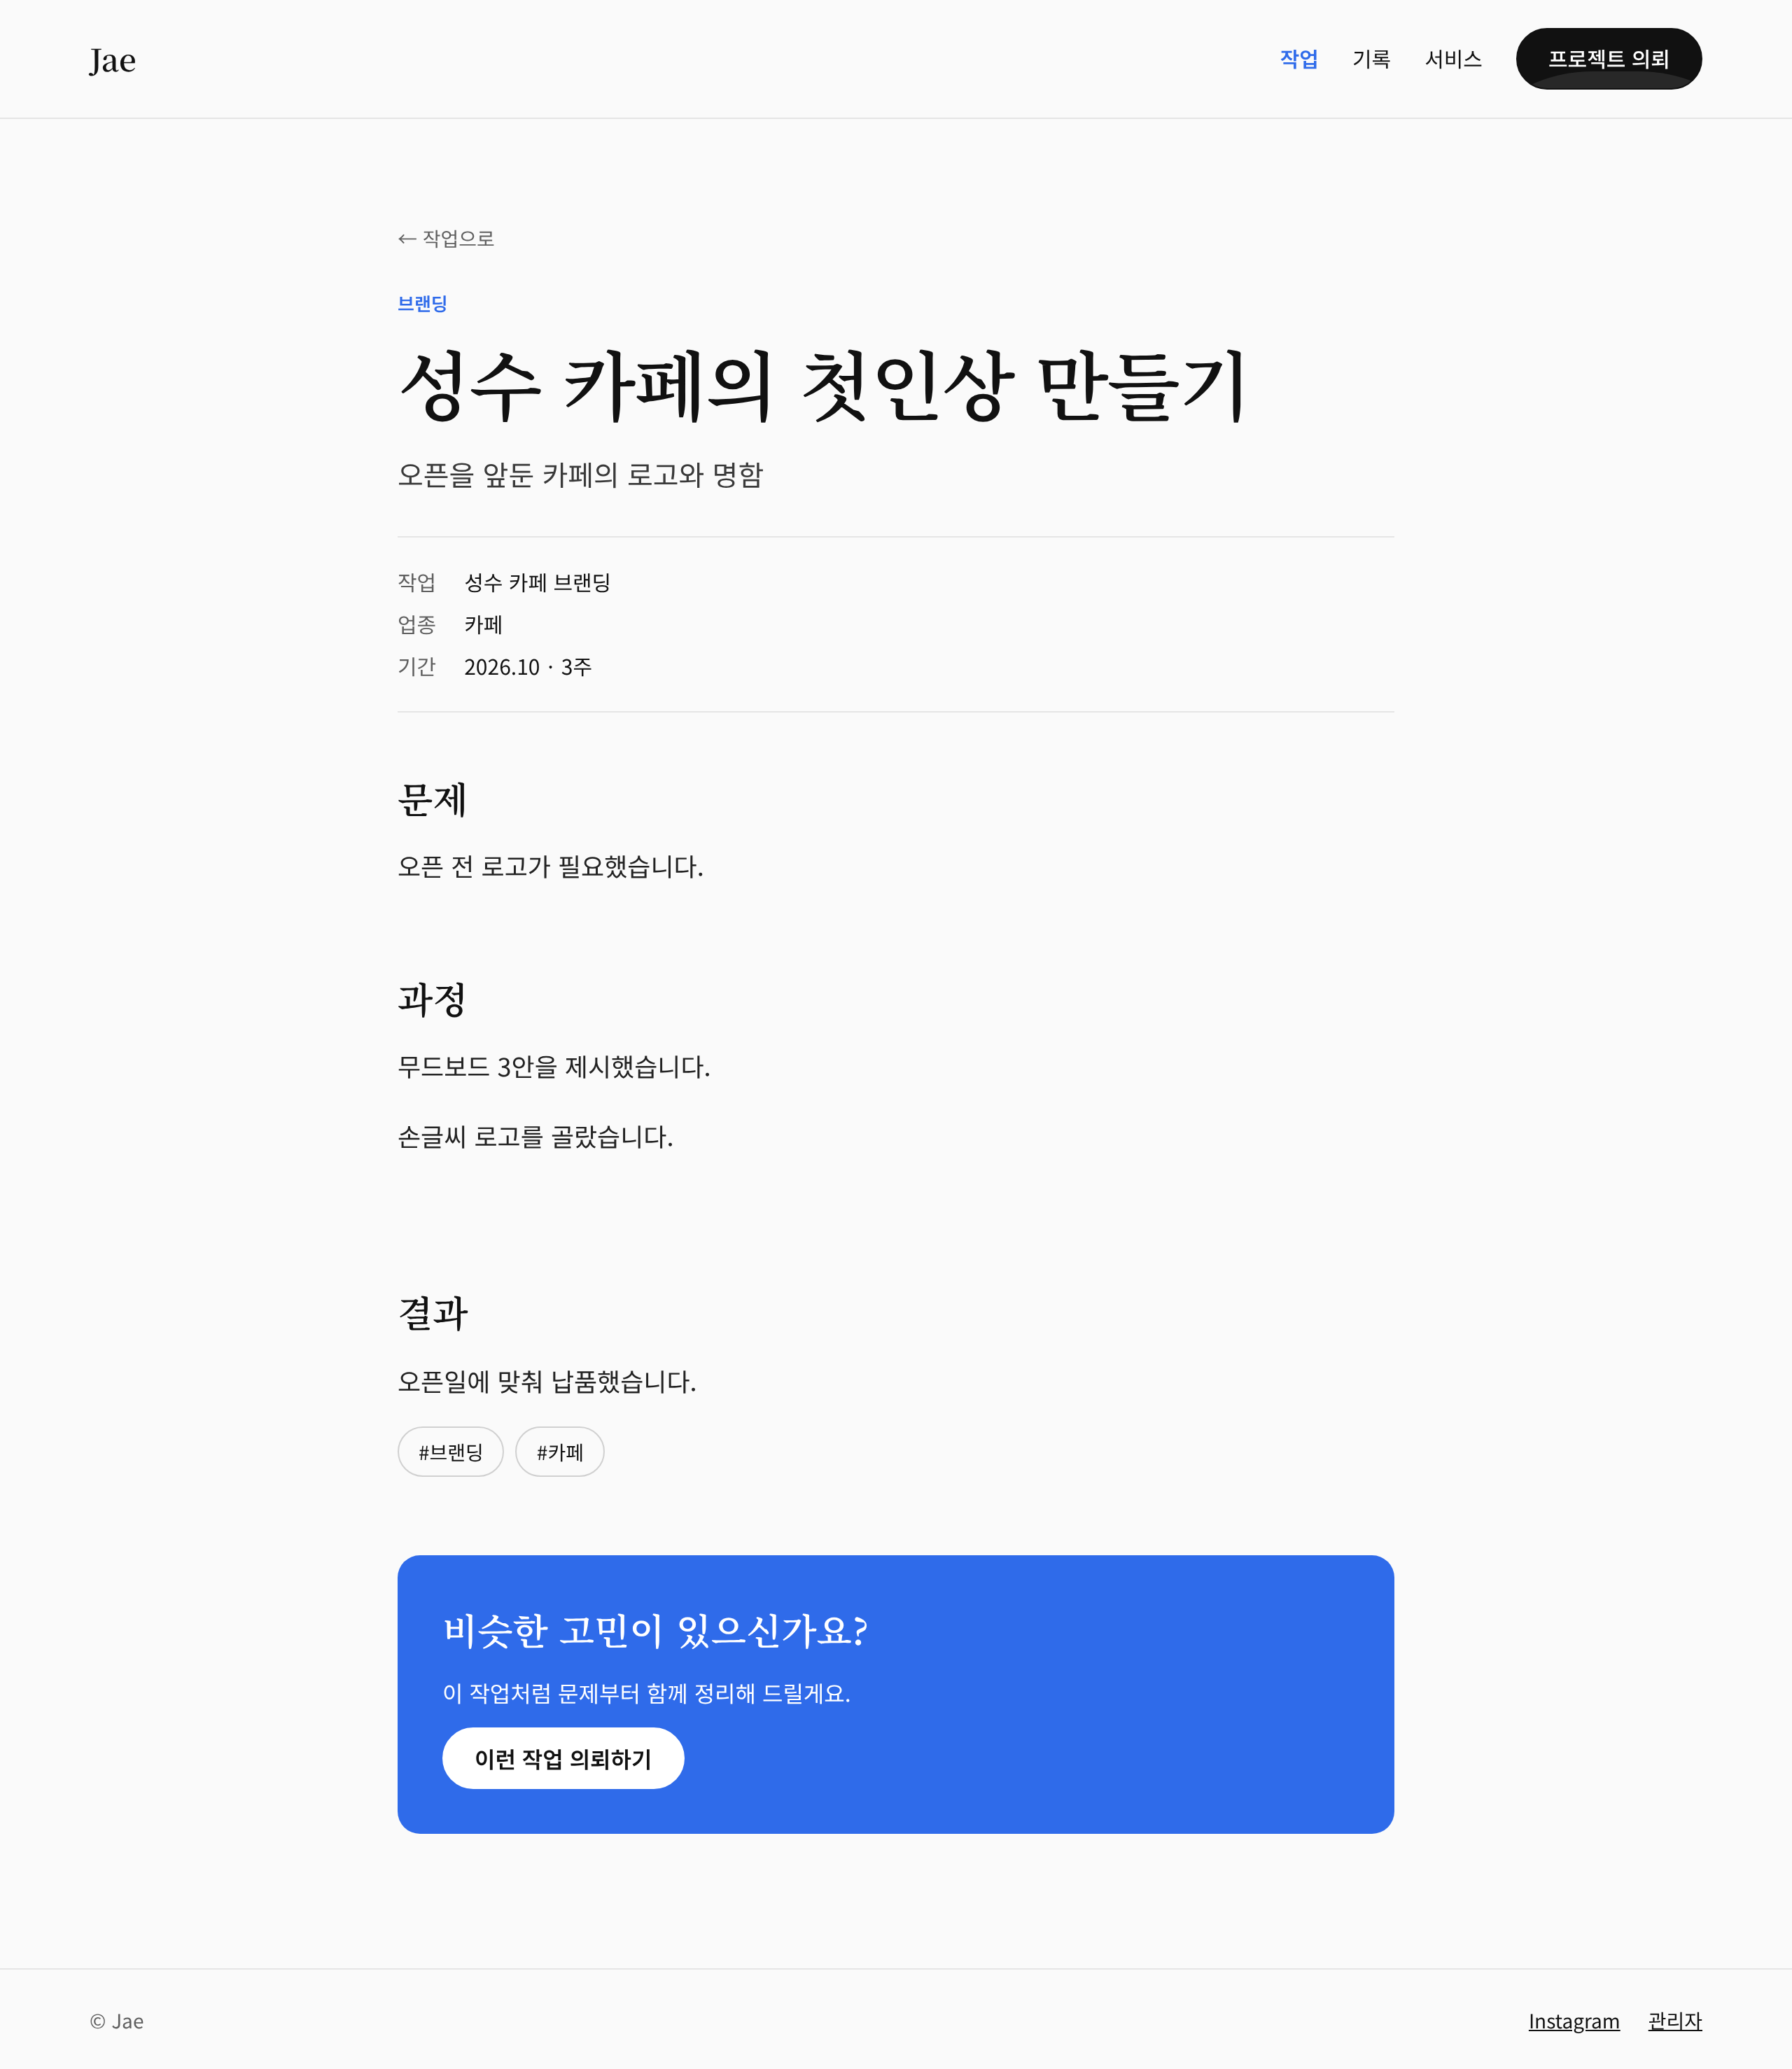 Jae
작업 기록 서비스 프로젝트 의뢰
← 작업으로
브랜딩
성수 카페의 첫인상 만들기
오픈을 앞둔 카페의 로고와 명함
작업 성수 카페 브랜딩
업종 카페
기간 2026.10 · 3주
문제
오픈 전 로고가 필요했습니다.
과정
무드보드 3안을 제시했습니다.
손글씨 로고를 골랐습니다.
결과
오픈일에 맞춰 납품했습니다.
#브랜딩 #카페
비슷한 고민이 있으신가요?
이 작업처럼 문제부터 함께 정리해 드릴게요.
이런 작업 의뢰하기
© Jae
Instagram 관리자